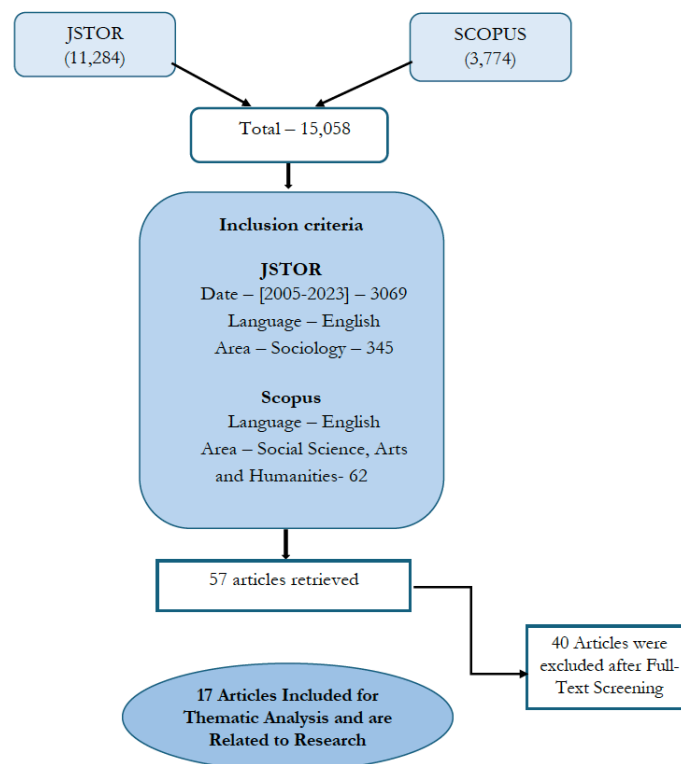 JSTOR
(11,284)
SCOPUS
(3,774)
Total – 15,058
Inclusion criteria
JSTOR
Date – [2005-2023] – 3069
Language – English
Area – Sociology – 345
Scopus
Language – English
Area – Social Science, Arts
and Humanities- 62
57 articles retrieved
40 Articles were
excluded after Full-
Text Screening
17 Articles Included for
Thematic Analysis and are
Related to Research